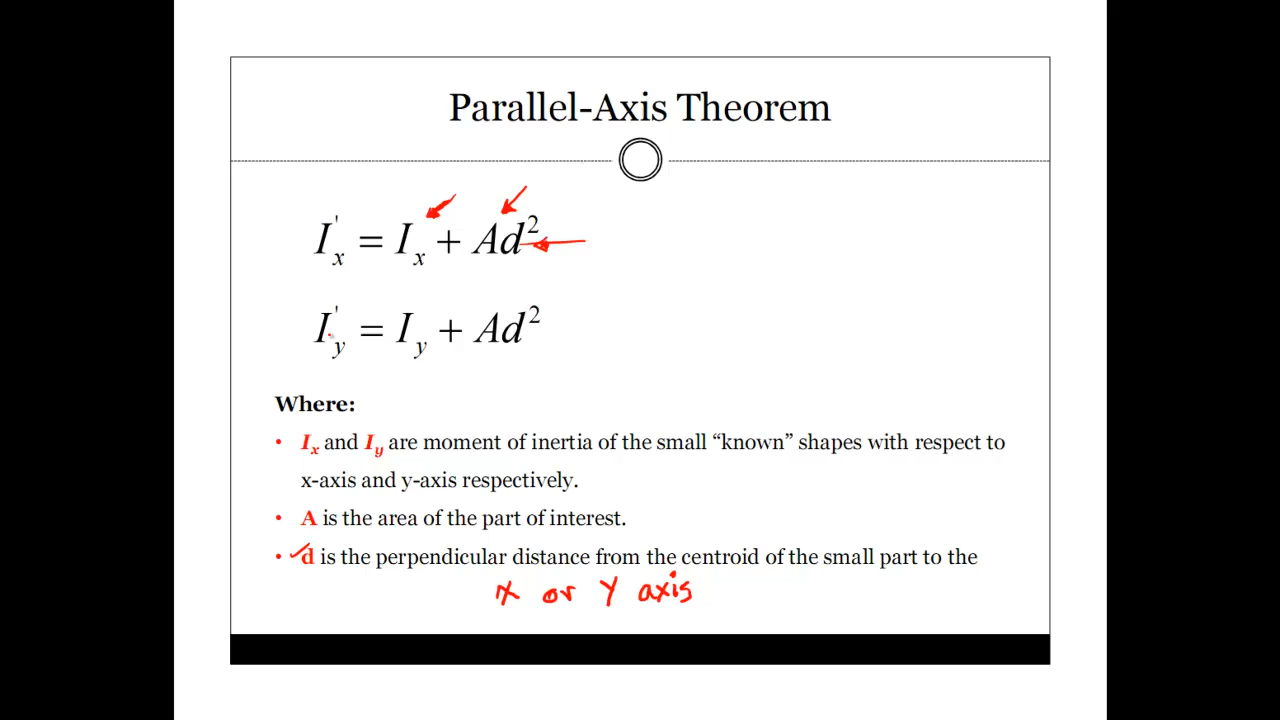 Parallel-Axis Theorem
I'x = Ix + Ad²
I'y = Iy + Ad²
Where:
• Ix and Iy are moment of inertia of the small “known” shapes with respect to
x-axis and y-axis respectively.
• A is the area of the part of interest.
• d is the perpendicular distance from the centroid of the small part to the
X or Y axis